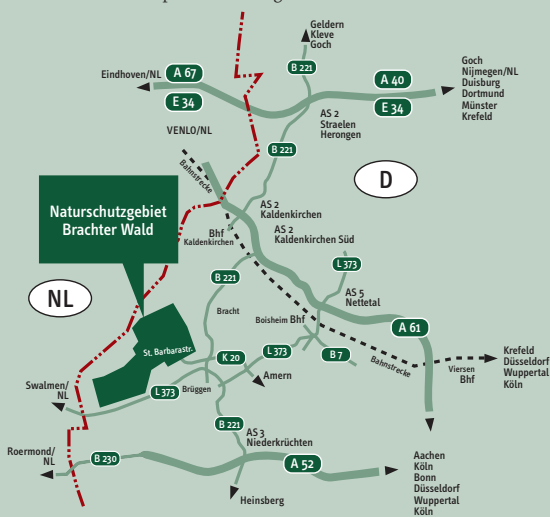 Geldern
Kleve
Goch
B 221
Eindhoven/NL
A 67
E 34
A 40
E 34
Goch
Nijmegen/NL
Duisburg
Dortmund
Münster
Krefeld
AS 2
Straelen
Herongen
VENLO/NL
B 221
Bahnstrecke
D
Naturschutzgebiet
Brachter Wald
AS 2
Kaldenkirchen
Bhf
Kaldenkirchen
AS 2
Kaldenkirchen Süd
NL
B 221
L 373
Bracht
AS 5
Nettetal
Boisheim Bhf
A 61
St. Barbarastr.
K 20
L 373
B 7
Bahnstrecke
Viersen
Bhf
Krefeld
Düsseldorf
Wuppertal
Köln
Amern
Swalmen/
NL
L 373
Brüggen
B 221
AS 3
Niederkrüchten
Roermond/
NL
B 230
A 52
Heinsberg
Aachen
Köln
Bonn
Düsseldorf
Wuppertal
Köln